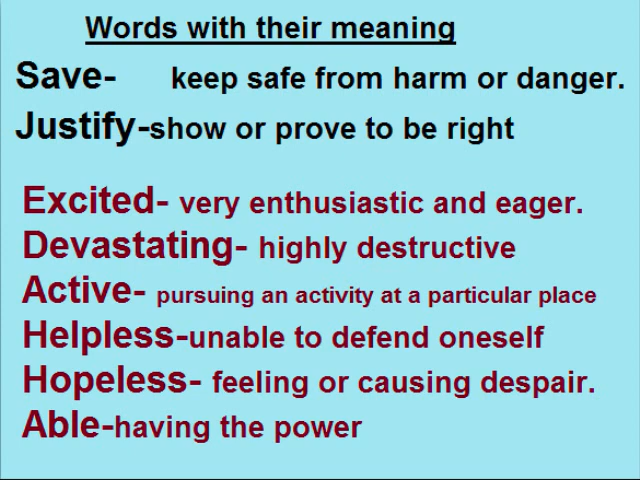 Words with their meaning
Save- keep safe from harm or danger.
Justify-show or prove to be right
Excited- very enthusiastic and eager.
Devastating- highly destructive
Active- pursuing an activity at a particular place
Helpless-unable to defend oneself
Hopeless- feeling or causing despair.
Able-having the power